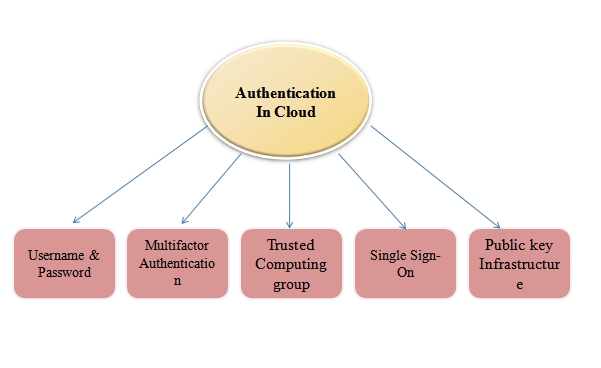 Authentication
In Cloud
Username &
Password
Multifactor
Authenticatio
n
Trusted
Computing
group
Single Sign-
On
Public key
Infrastructur
e